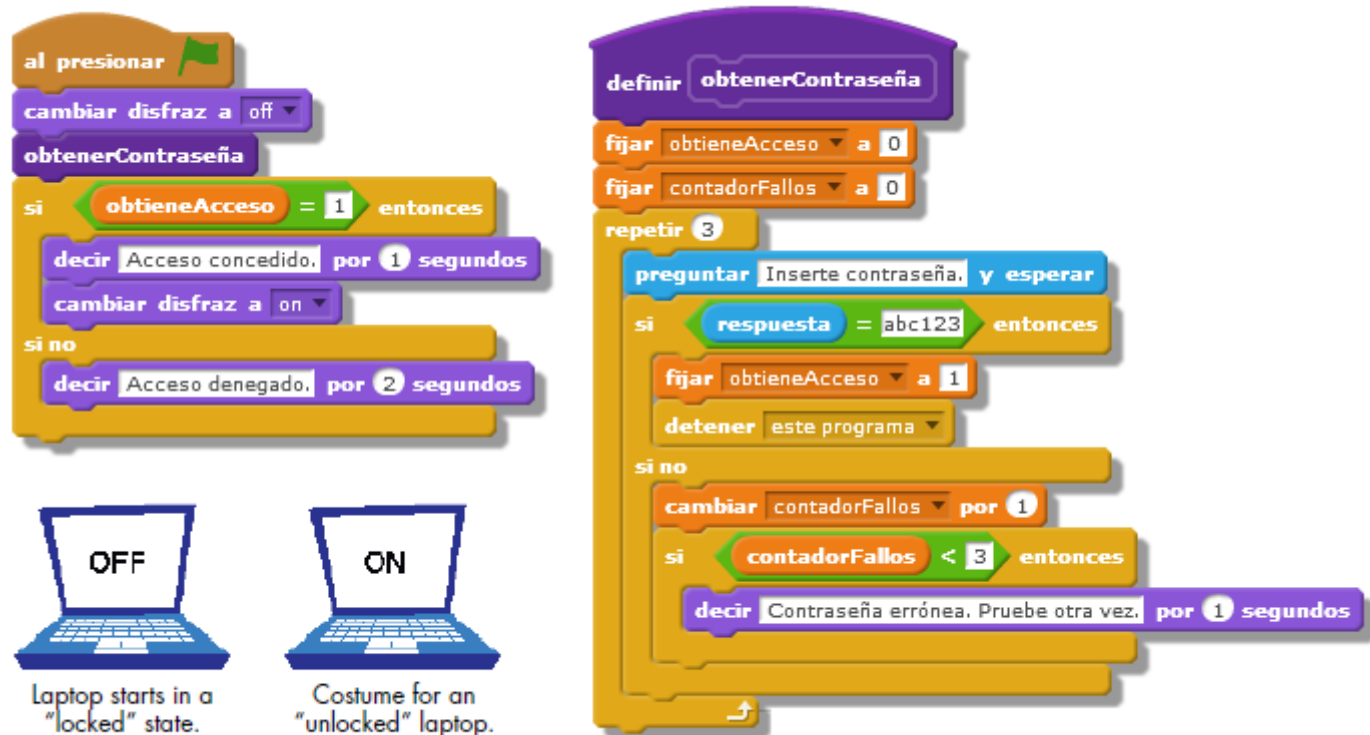 al presionar
cambiar disfraz a off
obtenerContraseña
si obtieneAcceso = 1 entonces
decir Acceso concedido. por 1 segundos
cambiar disfraz a on
si no
decir Acceso denegado. por 2 segundos
OFF
Laptop starts in a
"locked" state.
ON
Costume for an
"unlocked" laptop.
definir obtenerContraseña
fijar obtieneAcceso a 0
fijar contadorFallos a 0
repetir 3
preguntar Inserte contraseña. y esperar
si respuesta = abc123 entonces
fijar obtieneAcceso a 1
detener este programa
si no
cambiar contadorFallos por 1
si contadorFallos < 3 entonces
decir Contraseña errónea. Pruebe otra vez. por 1 segundos